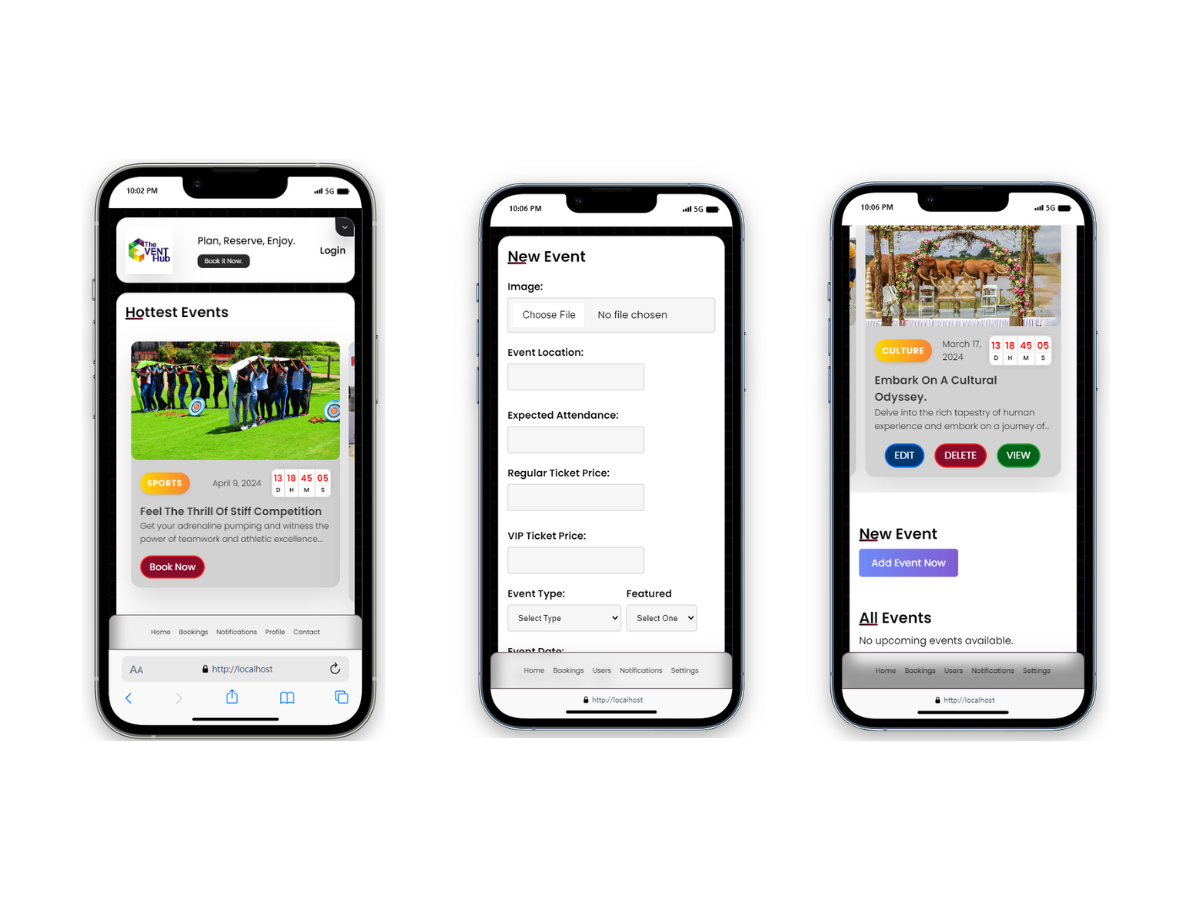 10:02 PM
5G
The
VENT
Hub
Plan, Reserve, Enjoy.
Book it Now.
Login
Hottest Events
SPORTS
April 9, 2024
13 18 45 05
D H M S
Feel The Thrill Of Stiff Competition
Get your adrenaline pumping and witness the
power of teamwork and athletic excellence...
Book Now
Home Bookings Notifications Profile Contact
AA
http://localhost
10:06 PM
5G
New Event
Image:
Choose File No file chosen
Event Location:
Expected Attendance:
Regular Ticket Price:
VIP Ticket Price:
Event Type: Featured
Select Type Select One
Event Date:
Home Bookings Users Notifications Settings
http://localhost
10:06 PM
5G
CULTURE
March 17,
2024
13 18 45 05
D H M S
Embark On A Cultural
Odyssey.
Delve into the rich tapestry of human
experience and embark on a journey of...
EDIT DELETE VIEW
New Event
Add Event Now
All Events
No upcoming events available.
Home Bookings Users Notifications Settings
http://localhost